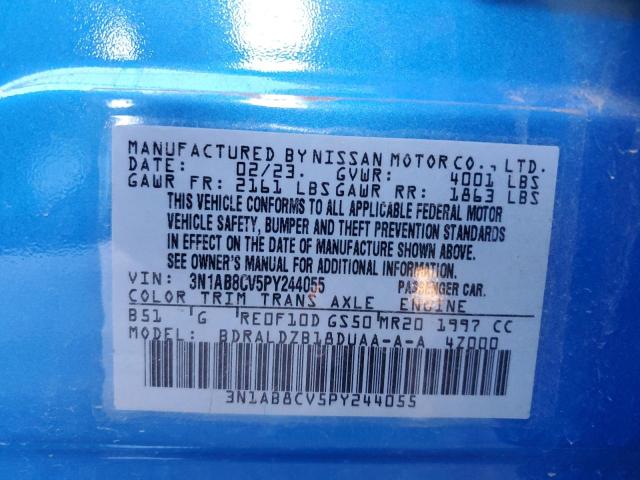 MANUFACTURED BY NISSAN MOTOR CO., LTD.
DATE: 02/23. GVWR: 4001 LBS
GAWR FR: 2161 LBS GAWR RR: 1863 LBS
THIS VEHICLE CONFORMS TO ALL APPLICABLE FEDERAL MOTOR
VEHICLE SAFETY, BUMPER AND THEFT PREVENTION STANDARDS
IN EFFECT ON THE DATE OF MANUFACTURE SHOWN ABOVE.
SEE OWNER'S MANUAL FOR ADDITIONAL INFORMATION.
VIN: 3N1AB8CV5PY244055 PASSENGER CAR.
COLOR TRIM TRANS AXLE ENGINE
B51 G RE0F10D GS50 MR20 1997 CC
MODEL: BDRALDZB18DUAA-A-A 4Z000
3N1AB8CV5PY244055